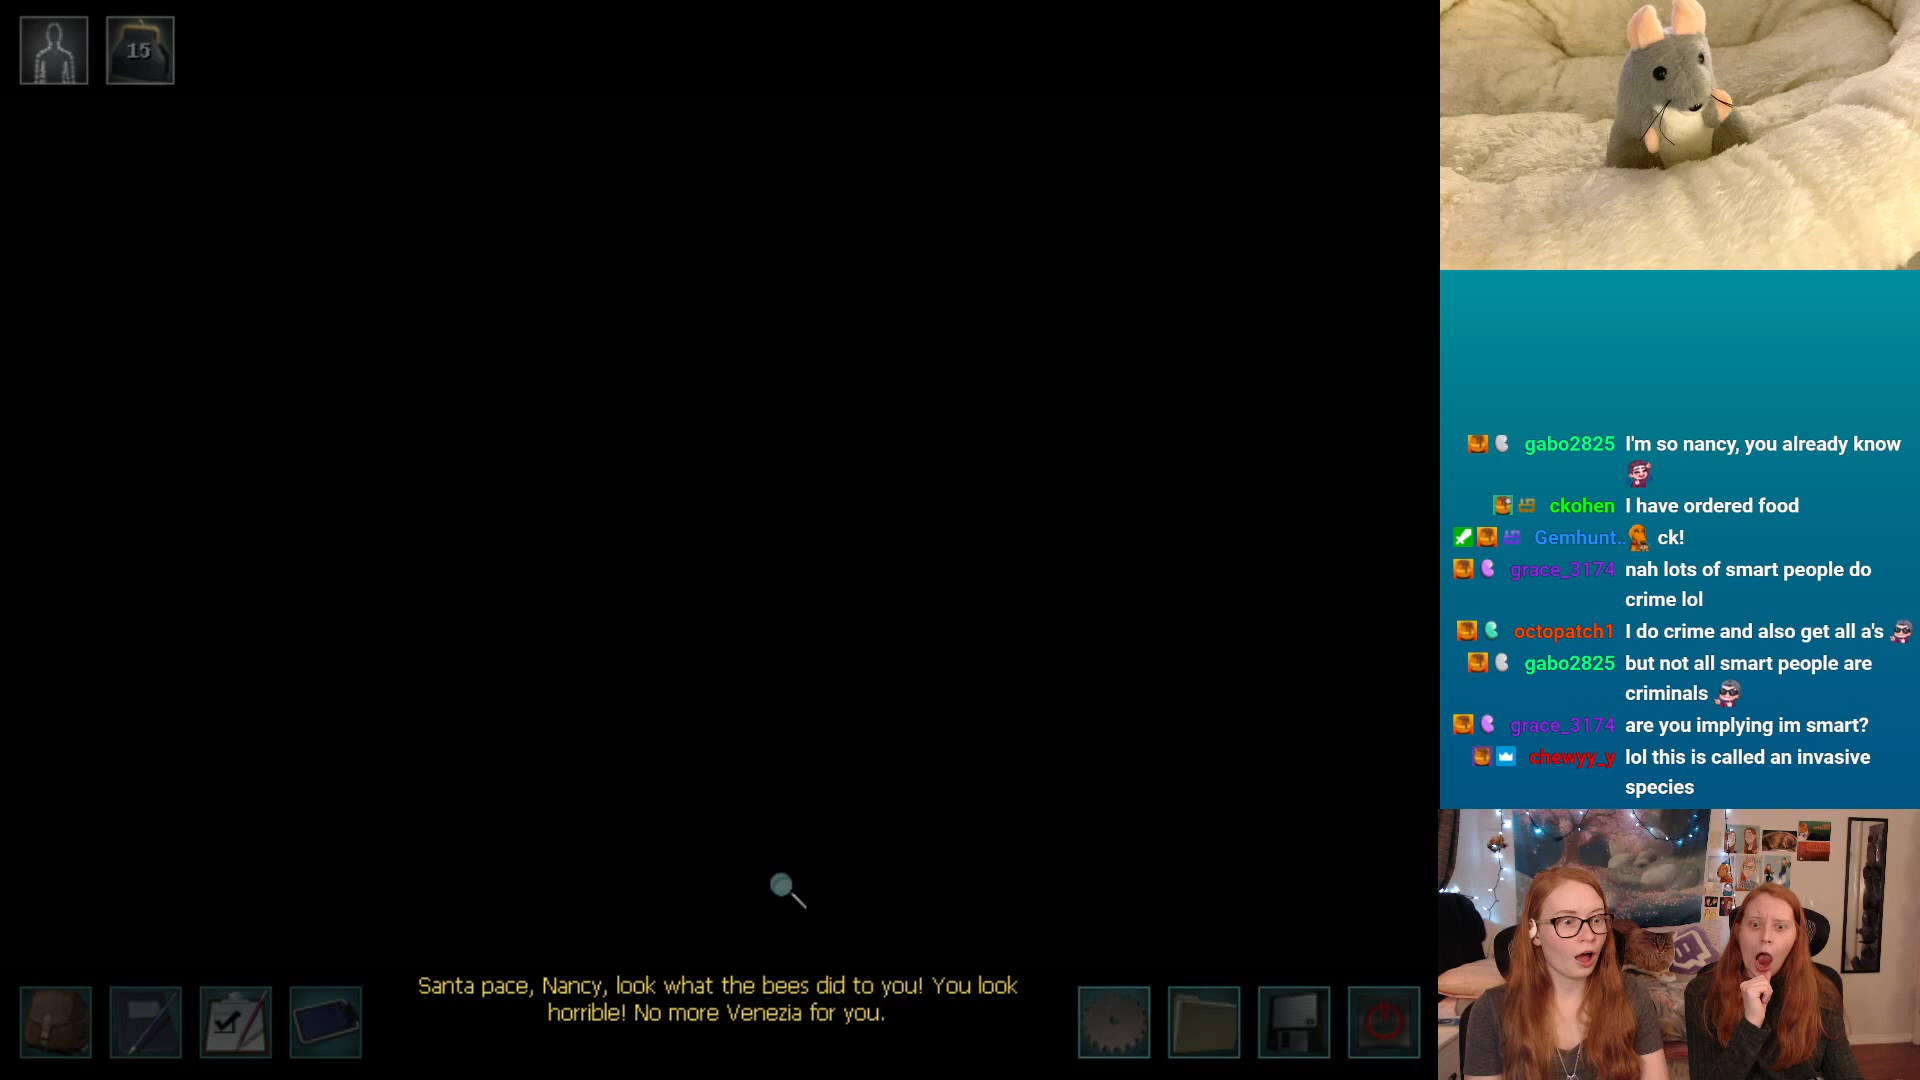 15
gabo2825 I'm so nancy, you already know
ckohen I have ordered food
Gemhunt.. ck!
grace_3174 nah lots of smart people do
crime lol
octopatch1 I do crime and also get all a's
gabo2825 but not all smart people are
criminals
grace_3174 are you implying im smart?
chewyy_y lol this is called an invasive
species
Santa pace, Nancy, look what the bees did to you! You look
horrible! No more Venezia for you.